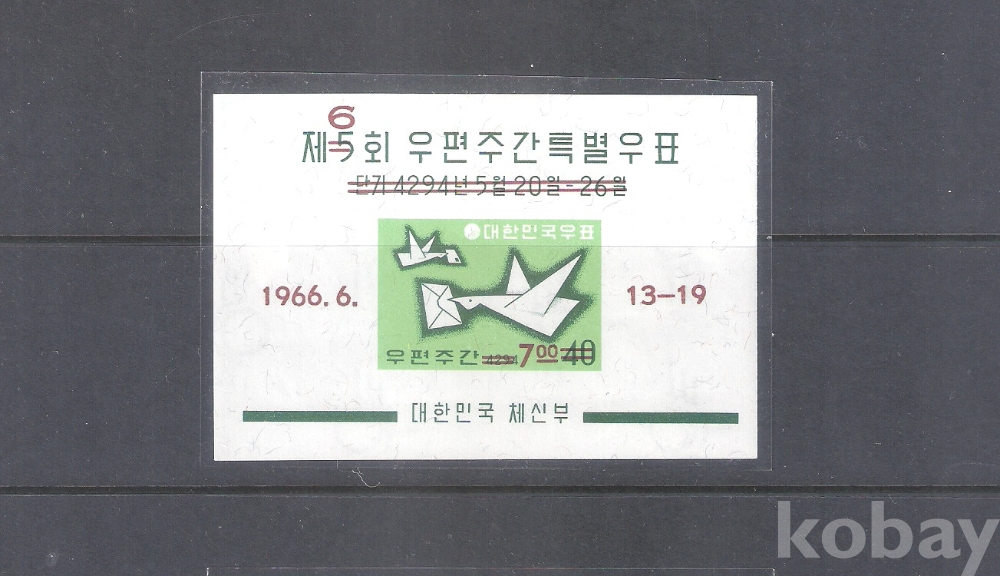 6
제5회 우편주간특별우표
단기 4294년 5월 20일-26일
대한민국우표
1966. 6. 13-19
우편주간 4294 7.00 40
대한민국 체신부
kobay